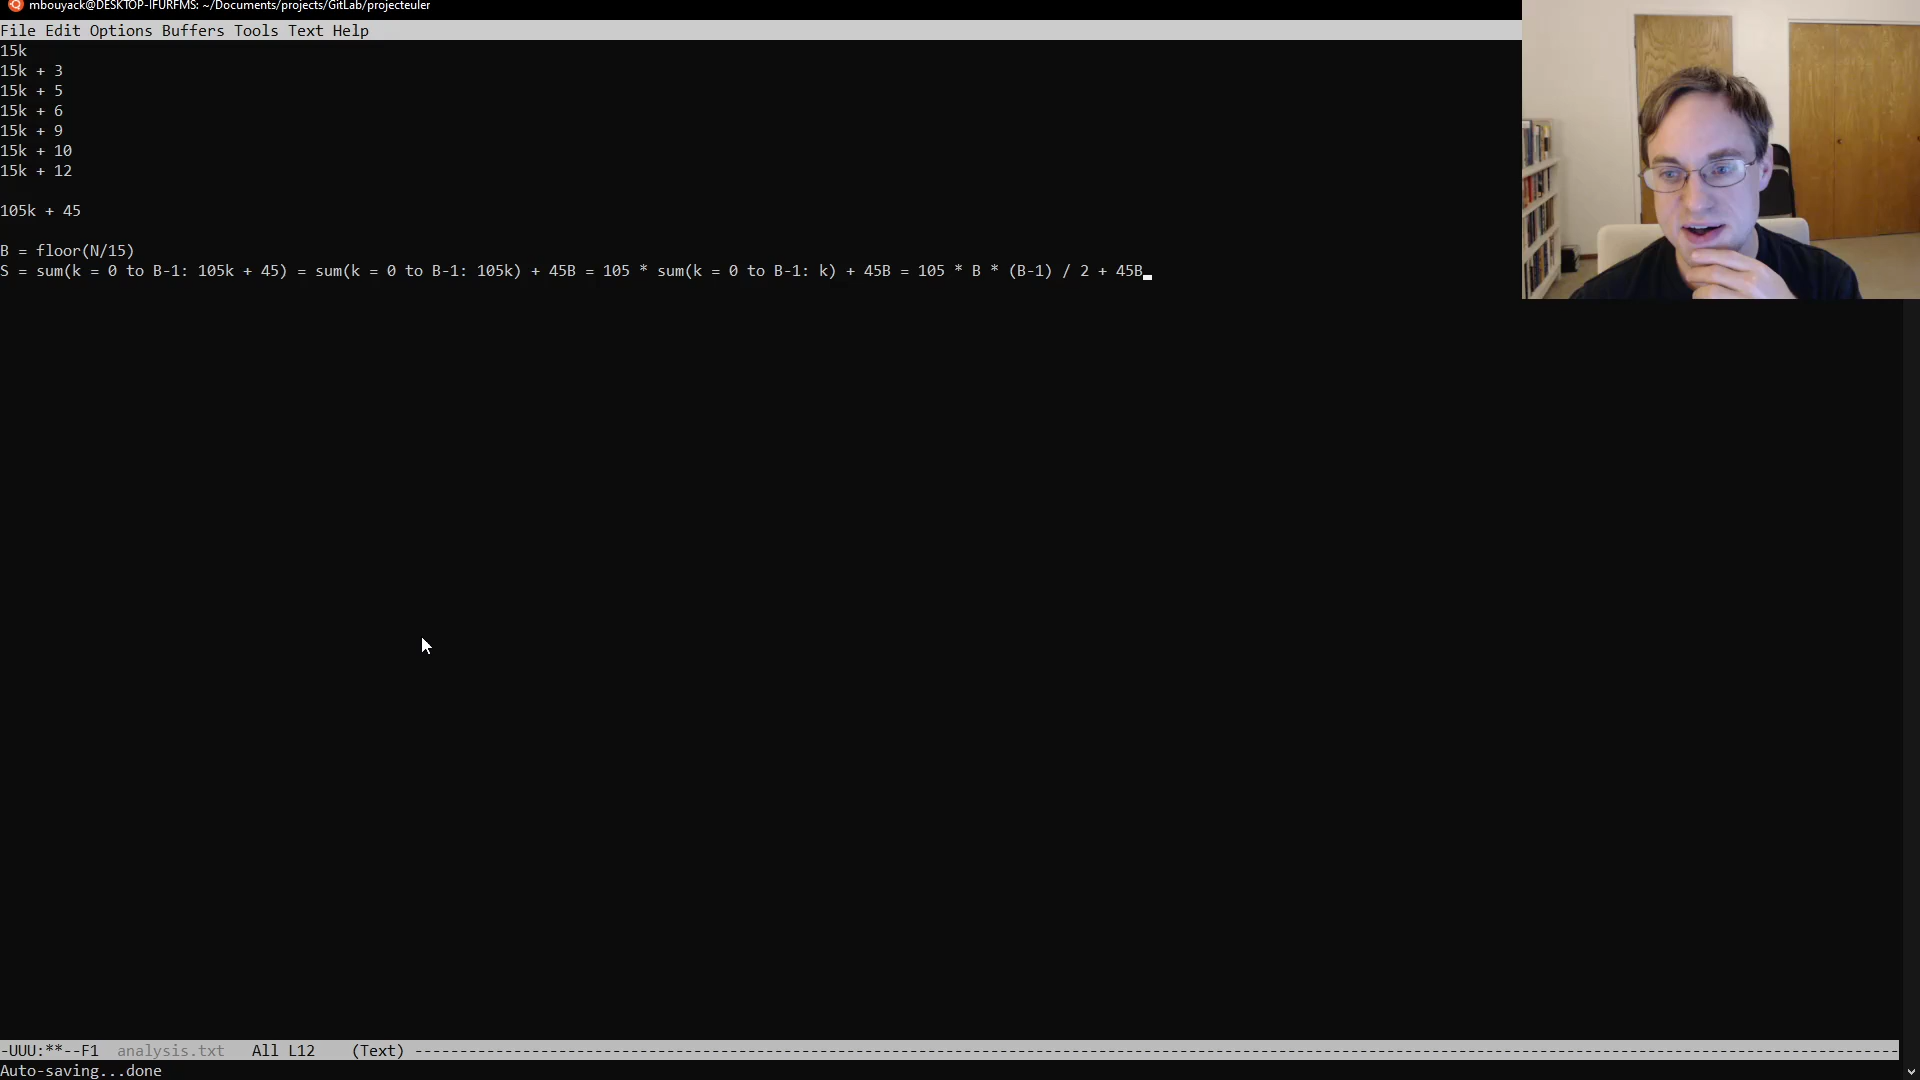 mbouyack@DESKTOP-IFURFMS: ~/Documents/projects/GitLab/projecteuler
File Edit Options Buffers Tools Text Help
15k
15k + 3
15k + 5
15k + 6
15k + 9
15k + 10
15k + 12
105k + 45
B = floor(N/15)
S = sum(k = 0 to B-1: 105k + 45) = sum(k = 0 to B-1: 105k) + 45B = 105 * sum(k = 0 to B-1: k) + 45B = 105 * B * (B-1) / 2 + 45B
-UUU:**--F1  analysis.txt   All L12    (Text) ---------------------------------------------------------------------------------------------------------------------------------------------------------------------
Auto-saving...done